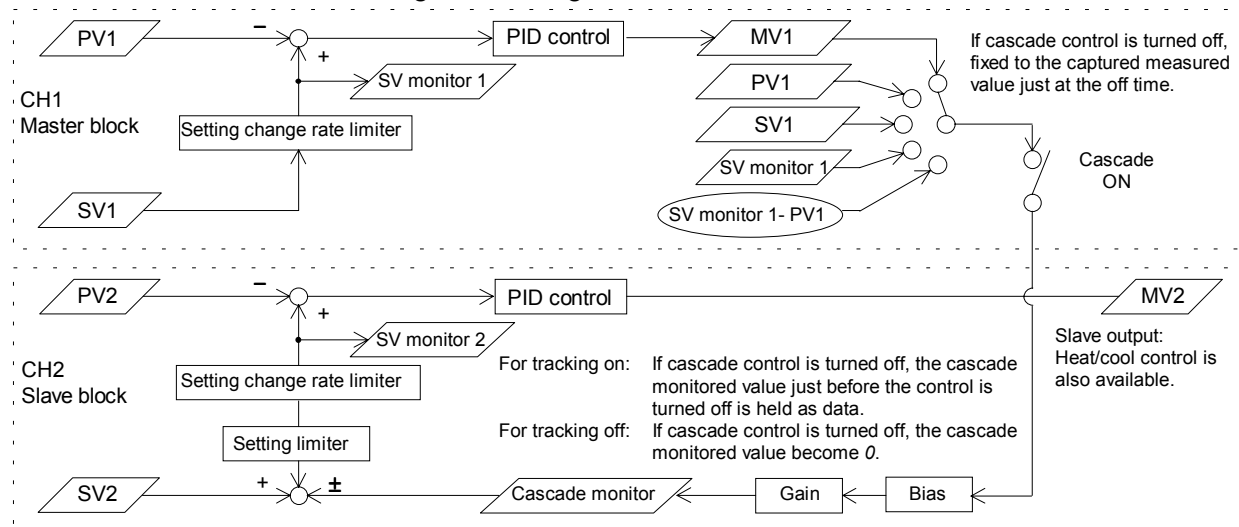 PV1
–
+
PID control
MV1
If cascade control is turned off,
fixed to the captured measured
value just at the off time.
SV monitor 1
PV1
CH1
Master block
Setting change rate limiter
SV1
SV monitor 1
Cascade
ON
SV1
SV monitor 1- PV1
PV2
–
+
PID control
MV2
SV monitor 2
Slave output:
Heat/cool control is
also available.
CH2
Slave block
Setting change rate limiter
For tracking on: If cascade control is turned off, the cascade
monitored value just before the control is
turned off is held as data.
For tracking off: If cascade control is turned off, the cascade
monitored value become 0.
Setting limiter
SV2
+
±
Cascade monitor
Gain
Bias